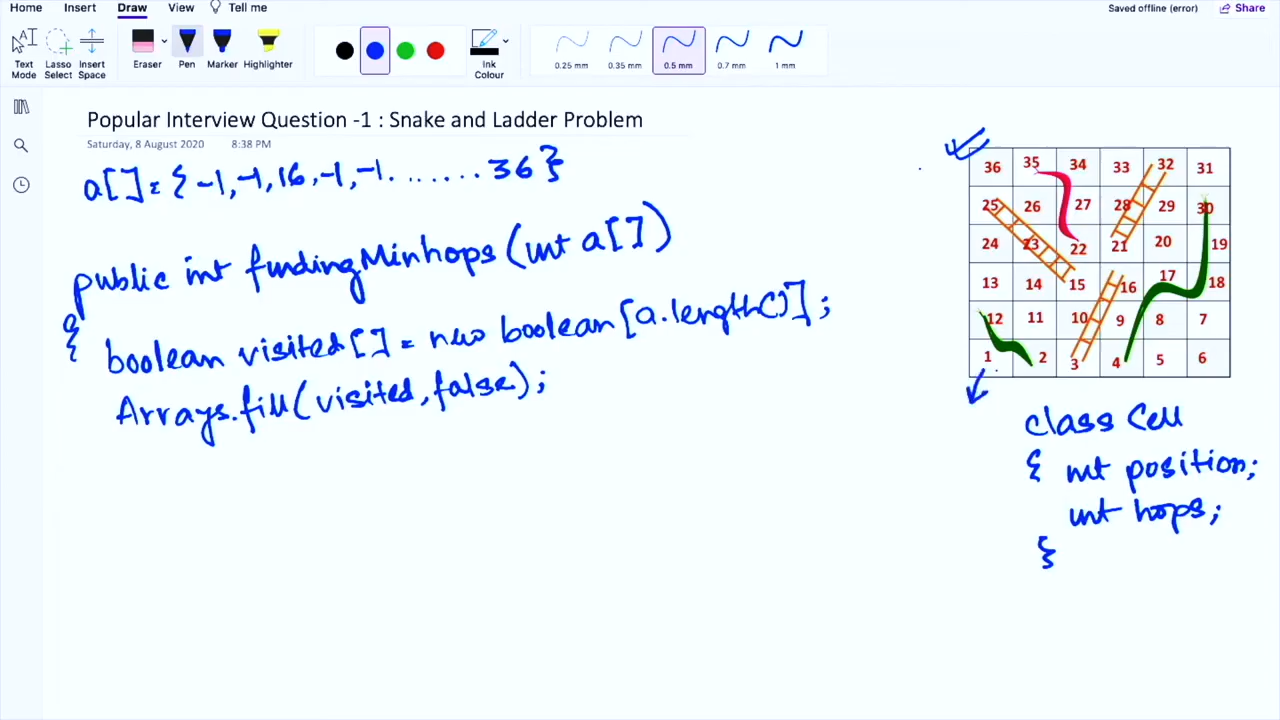 Home Insert Draw View Tell me
Saved offline (error) Share
Text Mode Lasso Select Insert Space Eraser Pen Marker Highlighter Ink Colour 0.25 mm 0.35 mm 0.5 mm 0.7 mm 1 mm
Popular Interview Question -1 : Snake and Ladder Problem
Saturday, 8 August 2020 8:38 PM
a[] = {-1,-1,16,-1,-1.......36}
public int findingMinhops (int a[])
{
boolean visited[] = new boolean[a.length()];
Arrays.fill(visited,false);
36 35 34 33 32 31
25 26 27 28 29 30
24 23 22 21 20 19
13 14 15 16 17 18
12 11 10 9 8 7
1 2 3 4 5 6
class Cell
{ int position;
int hops;
}